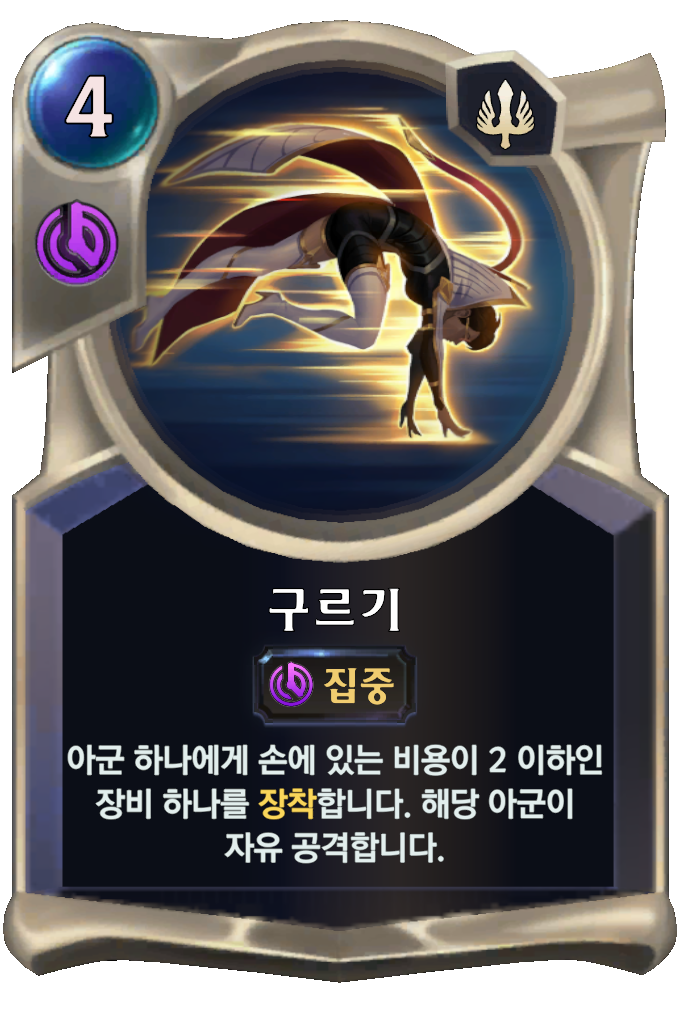 4
구르기
집중
아군 하나에게 손에 있는 비용이 2 이하인
장비 하나를 장착합니다. 해당 아군이
자유 공격합니다.